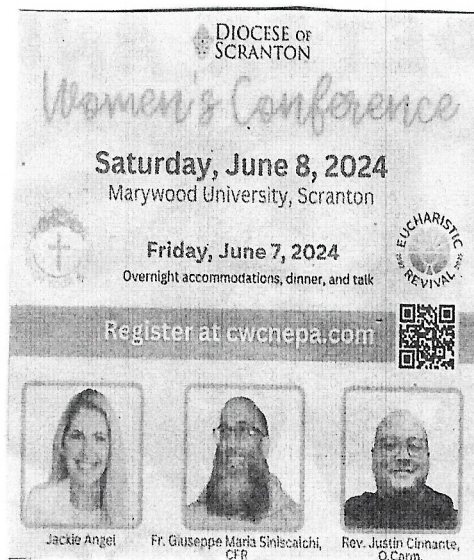 DIOCESE OF
SCRANTON
Women's Conference
Saturday, June 8, 2024
Marywood University, Scranton
Friday, June 7, 2024
Overnight accommodations, dinner, and talk
EUCHARISTIC
REVIVAL
Register at cwcnepa.com
Jackie Angel
Fr. Giuseppe Maria Siniscalchi,
CFR
Rev. Justin Cinnante,
O.Carm.